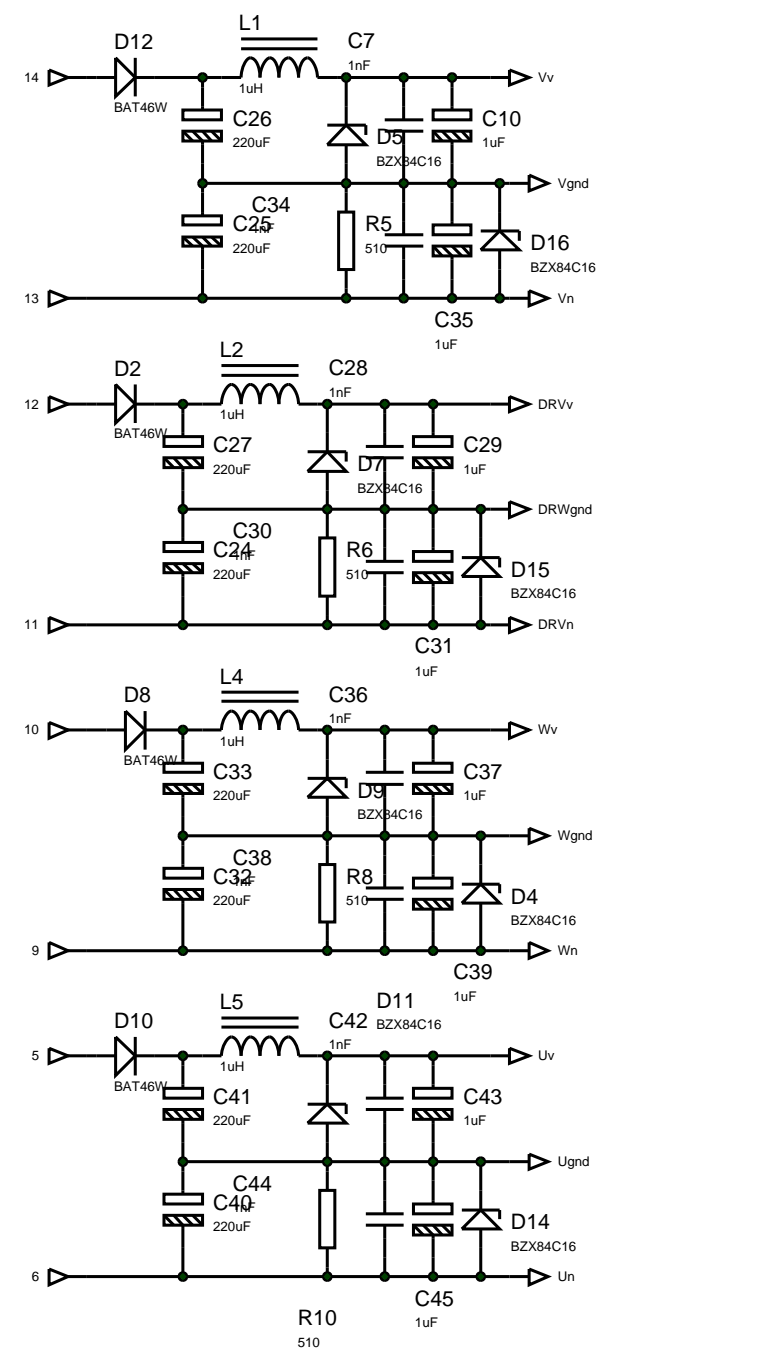 L1
D12
C7
1nF
14
1uH
Vv
BAT46W
C26
220uF
D5
BZX84C16
C10
1uF
Vgnd
C34
1nF
C25
220uF
R5
510
D16
BZX84C16
13
Vn
C35
1uF
L2
D2
C28
1nF
12
1uH
DRVv
BAT46W
C27
220uF
D7
BZX84C16
C29
1uF
DRWgnd
C30
1nF
C24
220uF
R6
510
D15
BZX84C16
11
DRVn
C31
1uF
L4
D8
C36
1nF
10
1uH
Wv
BAT46W
C33
220uF
D9
BZX84C16
C37
1uF
Wgnd
C38
1nF
C32
220uF
R8
510
D4
BZX84C16
9
Wn
C39
1uF
L5
D11
BZX84C16
D10
C42
1nF
5
1uH
Uv
BAT46W
C41
220uF
C43
1uF
Ugnd
C44
1nF
C40
220uF
D14
BZX84C16
6
Un
C45
1uF
R10
510